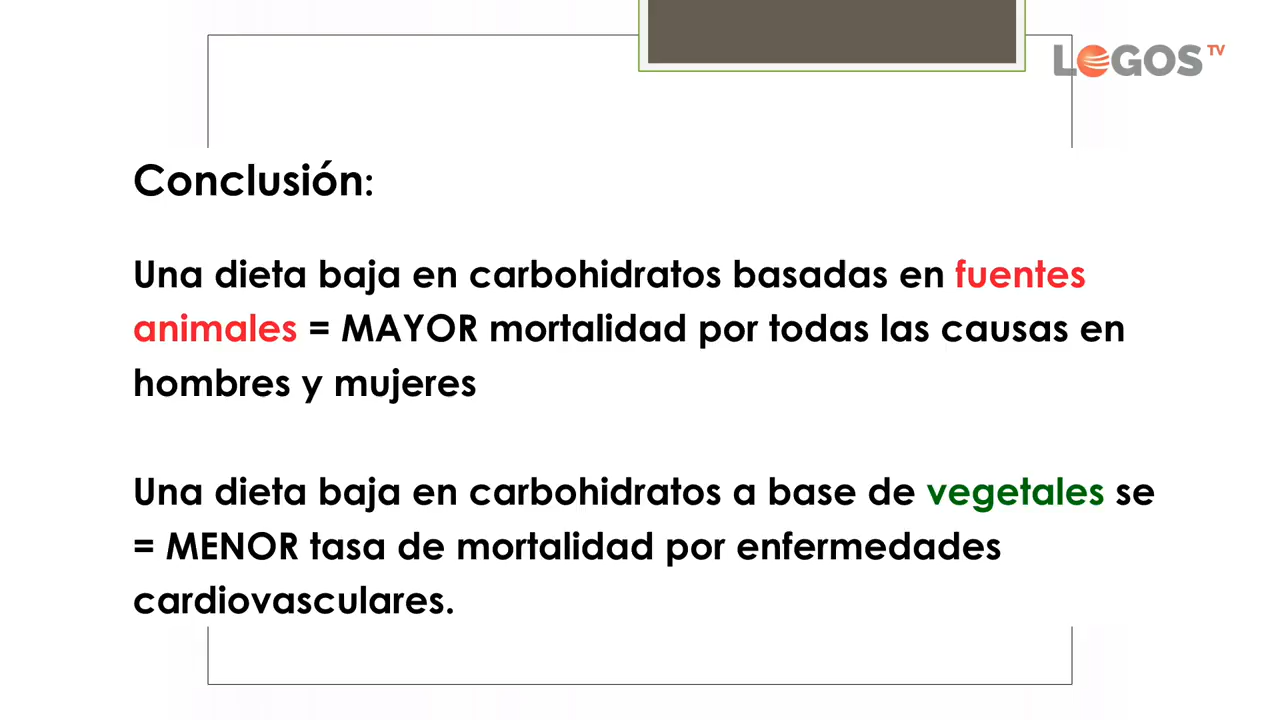 LOGOS TV
Conclusión:
Una dieta baja en carbohidratos basadas en fuentes
animales = MAYOR mortalidad por todas las causas en
hombres y mujeres
Una dieta baja en carbohidratos a base de vegetales se
= MENOR tasa de mortalidad por enfermedades
cardiovasculares.